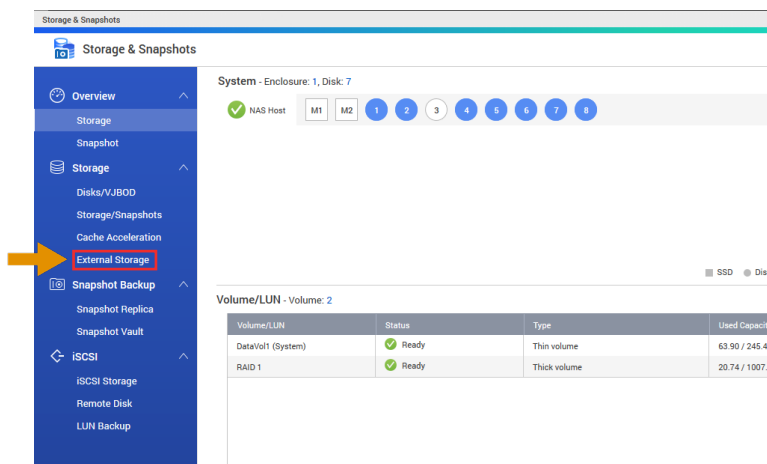 Storage & Snapshots
Storage & Snapshots
Overview
Storage
Snapshot
Storage
Disks/VJBOD
Storage/Snapshots
Cache Acceleration
External Storage
Snapshot Backup
Snapshot Replica
Snapshot Vault
iSCSI
iSCSI Storage
Remote Disk
LUN Backup
System - Enclosure: 1, Disk: 7
NAS Host M1 M2 1 2 3 4 5 6 7 8
SSD Dis
Volume/LUN - Volume: 2
Volume/LUN Status Type Used Capacit
DataVol1 (System) Ready Thin volume 63.90 / 245.4
RAID 1 Ready Thick volume 20.74 / 1007.